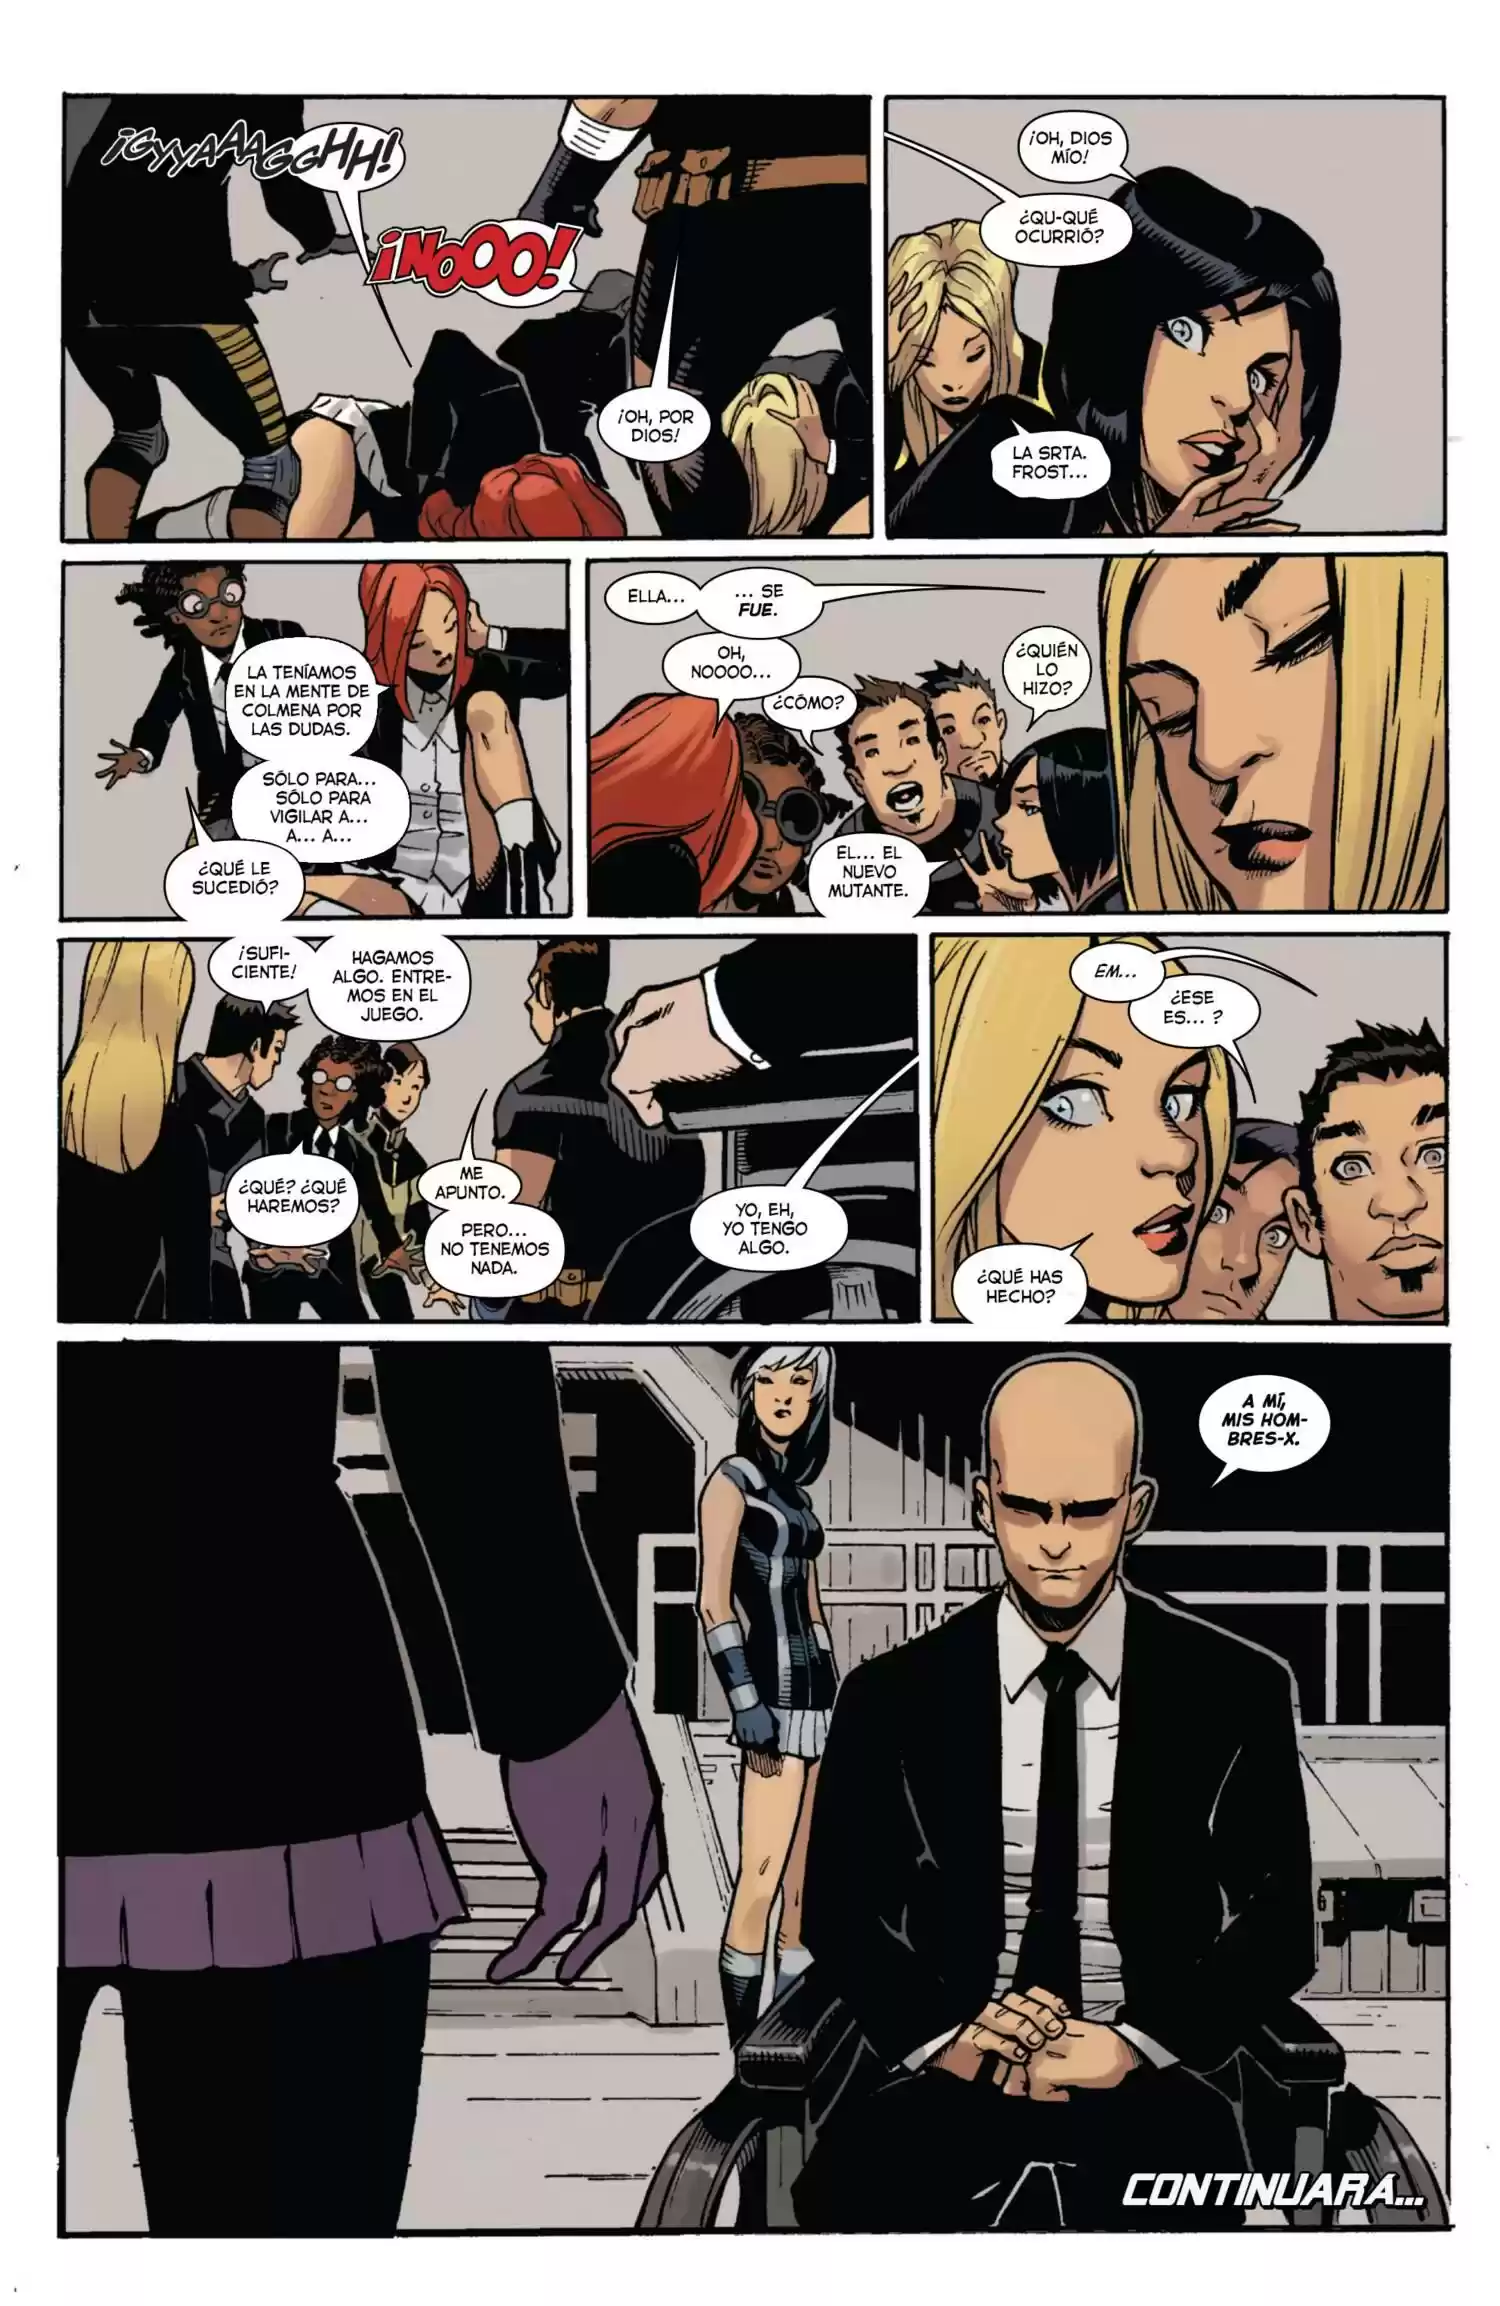 ¡GYYAAAGGHHH!
¡NOOO!
¡OH, POR
DIOS!
¡OH, DIOS
MÍO!
¿QU-QUÉ
OCURRIÓ?
LA SRTA.
FROST...
LA TENÍAMOS
EN LA MENTE DE
COLMENA POR
LAS DUDAS.
SÓLO PARA...
SÓLO PARA
VIGILAR A...
A... A...
¿QUÉ LE
SUCEDIÓ?
ELLA...
... SE
FUE.
OH,
NOOOO...
¿CÓMO?
¿QUIÉN
LO
HIZO?
EL... EL
NUEVO
MUTANTE.
¡SUFI-
CIENTE!
HAGAMOS
ALGO. ENTRE-
MOS EN EL
JUEGO.
¿QUÉ? ¿QUÉ
HAREMOS?
ME
APUNTO.
PERO...
NO TENEMOS
NADA.
YO, EH,
YO TENGO
ALGO.
EM...
¿ESE
ES... ?
¿QUÉ HAS
HECHO?
A MÍ,
MIS HOM-
BRES-X.
CONTINUARÁ...